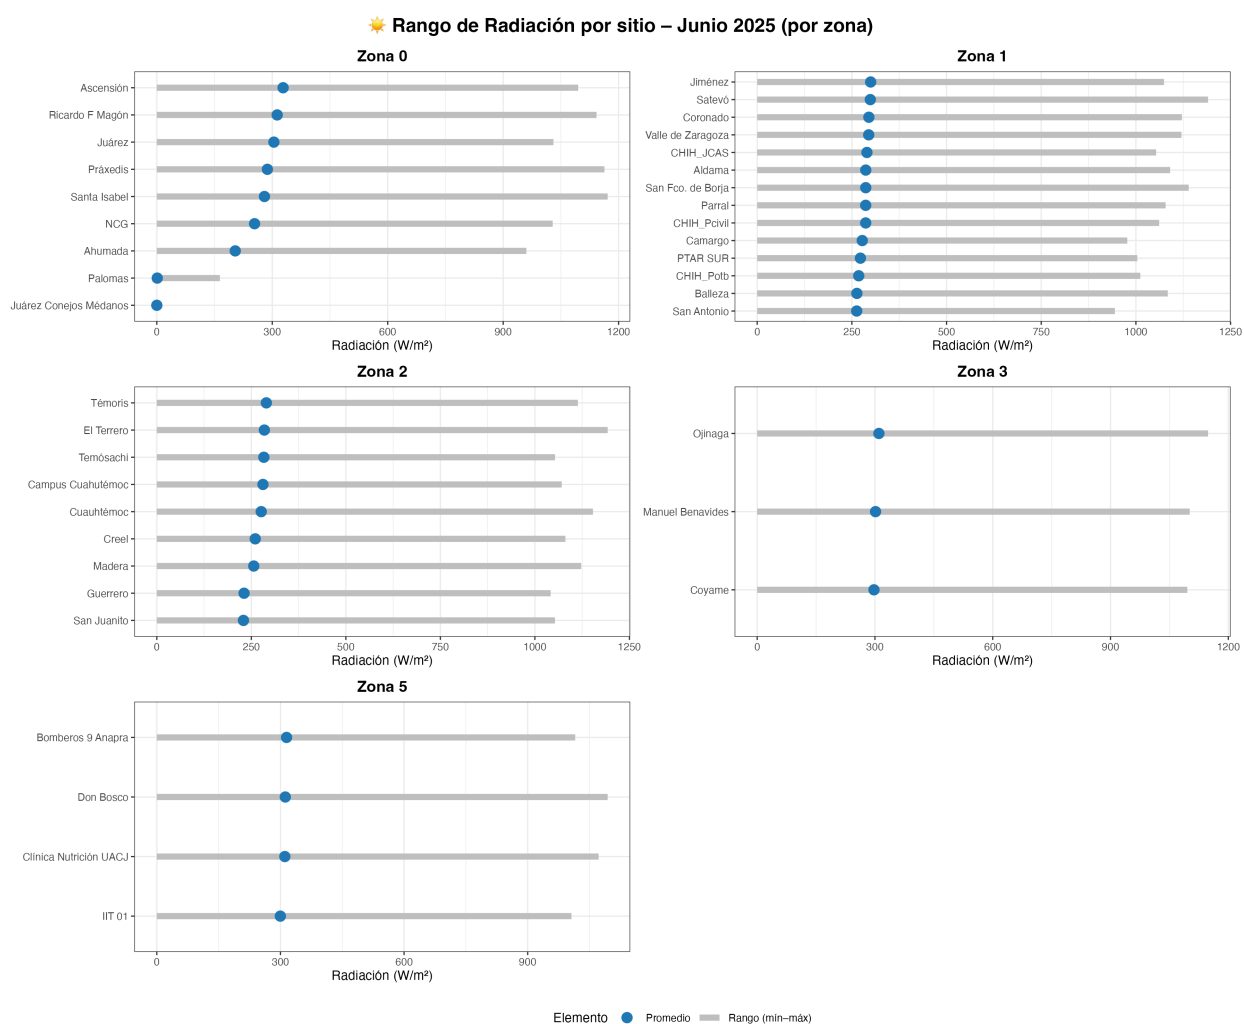 Rango de Radiación por sitio – Junio 2025 (por zona)
Zona 0
Ascensión
Ricardo F Magón
Juárez
Práxedis
Santa Isabel
NCG
Ahumada
Palomas
Juárez Conejos Médanos
0 300 600 900 1200
Radiación (W/m²)
Zona 1
Jiménez
Satevó
Coronado
Valle de Zaragoza
CHIH_JCAS
Aldama
San Fco. de Borja
Parral
CHIH_Pcivil
Camargo
PTAR SUR
CHIH_Potb
Balleza
San Antonio
0 250 500 750 1000 1250
Radiación (W/m²)
Zona 2
Témoris
El Terrero
Temósachi
Campus Cuahutémoc
Cuauhtémoc
Creel
Madera
Guerrero
San Juanito
0 250 500 750 1000 1250
Radiación (W/m²)
Zona 3
Ojinaga
Manuel Benavides
Coyame
0 300 600 900 1200
Radiación (W/m²)
Zona 5
Bomberos 9 Anapra
Don Bosco
Clínica Nutrición UACJ
IIT 01
0 300 600 900
Radiación (W/m²)
Elemento Promedio Rango (mín–máx)